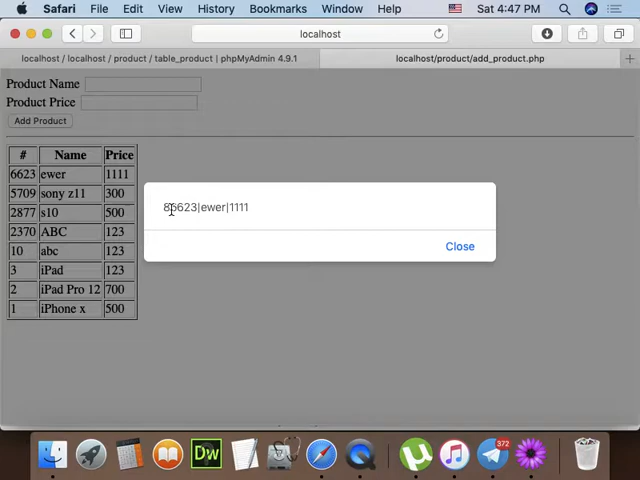 Safari File Edit View History Bookmarks Window Help Sat 4:47 PM
localhost
localhost / localhost / product / table_product | phpMyAdmin 4.9.1
localhost/product/add_product.php
Product Name
Product Price
Add Product
# Name Price
6623 ewer 1111
5709 sony z11 300
2877 s10 500
2370 ABC 123
10 abc 123
3 iPad 123
2 iPad Pro 12 700
1 iPhone x 500
86623|ewer|1111
Close
Dw
372